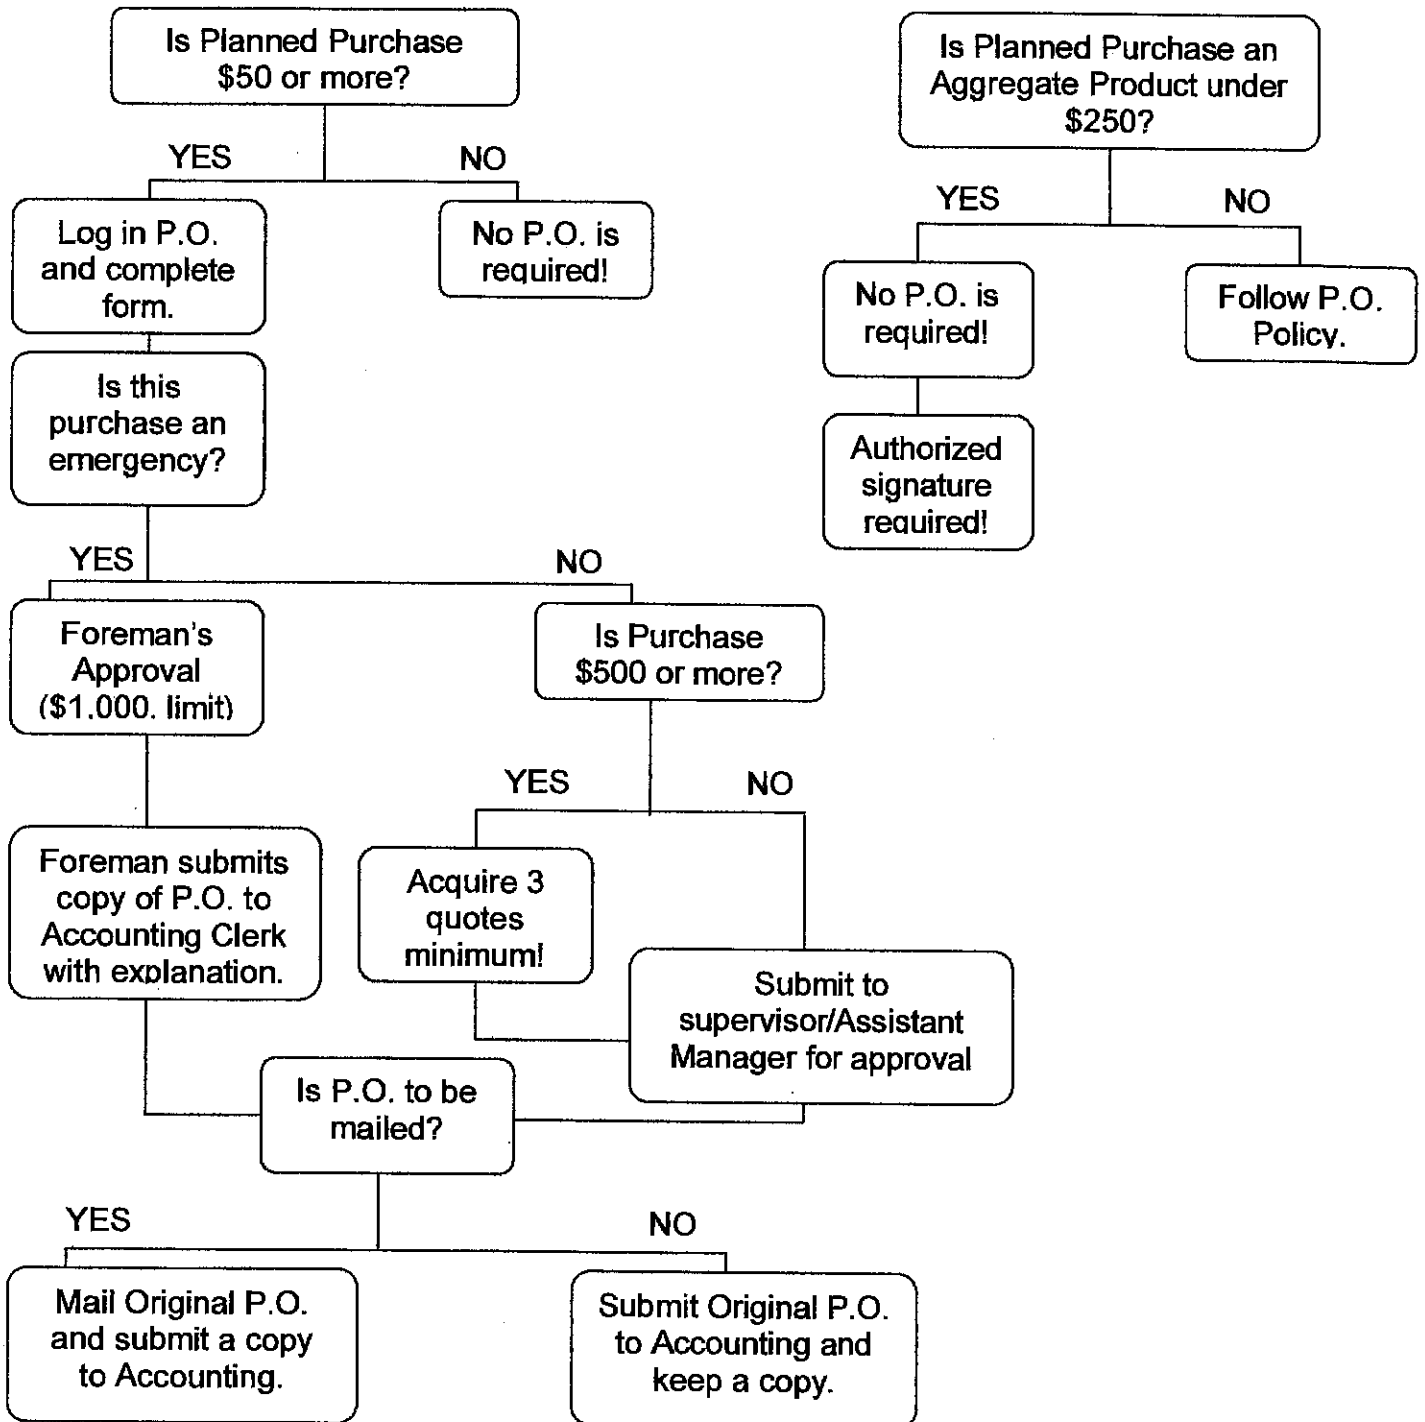 Is Planned Purchase
$50 or more?
YES
NO
Log in P.O.
and complete
form.
No P.O. is
required!
Is this
purchase an
emergency?
YES
NO
Foreman's
Approval
($1,000. limit)
Is Purchase
$500 or more?
YES
NO
Foreman submits
copy of P.O. to
Accounting Clerk
with explanation.
Acquire 3
quotes
minimum!
Submit to
supervisor/Assistant
Manager for approval
Is P.O. to be
mailed?
YES
NO
Mail Original P.O.
and submit a copy
to Accounting.
Submit Original P.O.
to Accounting and
keep a copy.
Is Planned Purchase an
Aggregate Product under
$250?
YES
NO
No P.O. is
required!
Follow P.O.
Policy.
Authorized
signature
required!